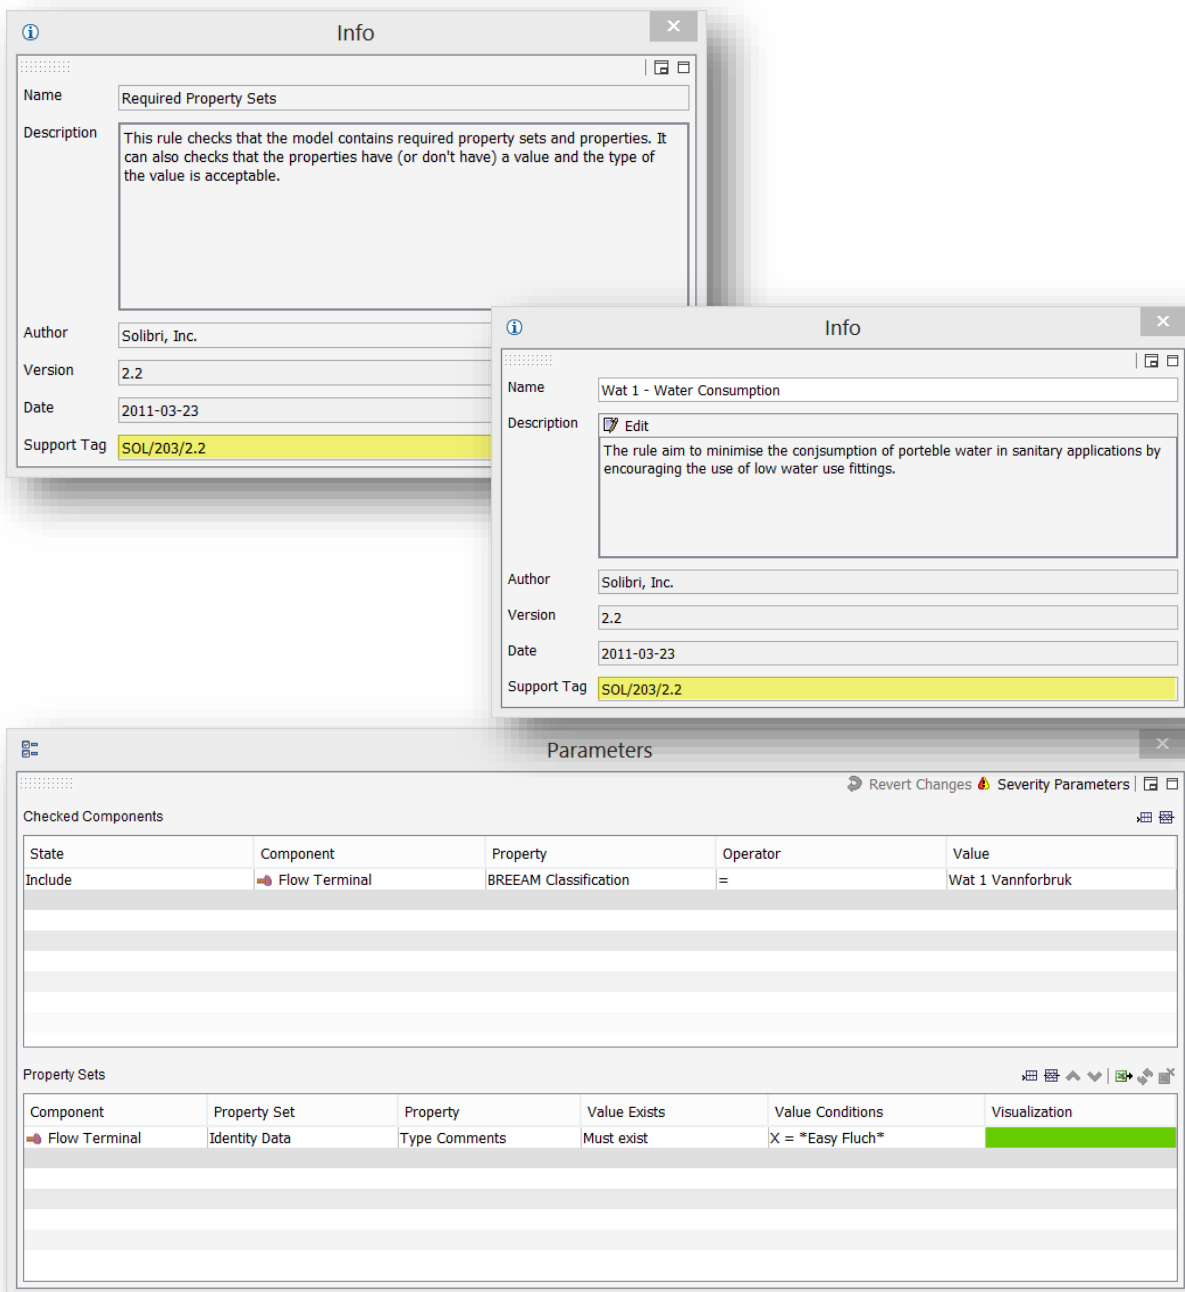 Info
Name
Required Property Sets
Description
This rule checks that the model contains required property sets and properties. It
can also checks that the properties have (or don't have) a value and the type of
the value is acceptable.
Author
Solibri, Inc.
Version
2.2
Date
2011-03-23
Support Tag
SOL/203/2.2
Info
Name
Wat 1 - Water Consumption
Description
Edit
The rule aim to minimise the conjsumption of porteble water in sanitary applications by
encouraging the use of low water use fittings.
Author
Solibri, Inc.
Version
2.2
Date
2011-03-23
Support Tag
SOL/203/2.2
Parameters
Revert Changes Severity Parameters
Checked Components
State Component Property Operator Value
Include Flow Terminal BREEAM Classification = Wat 1 Vannforbruk
Property Sets
Component Property Set Property Value Exists Value Conditions Visualization
Flow Terminal Identity Data Type Comments Must exist X = *Easy Fluch*